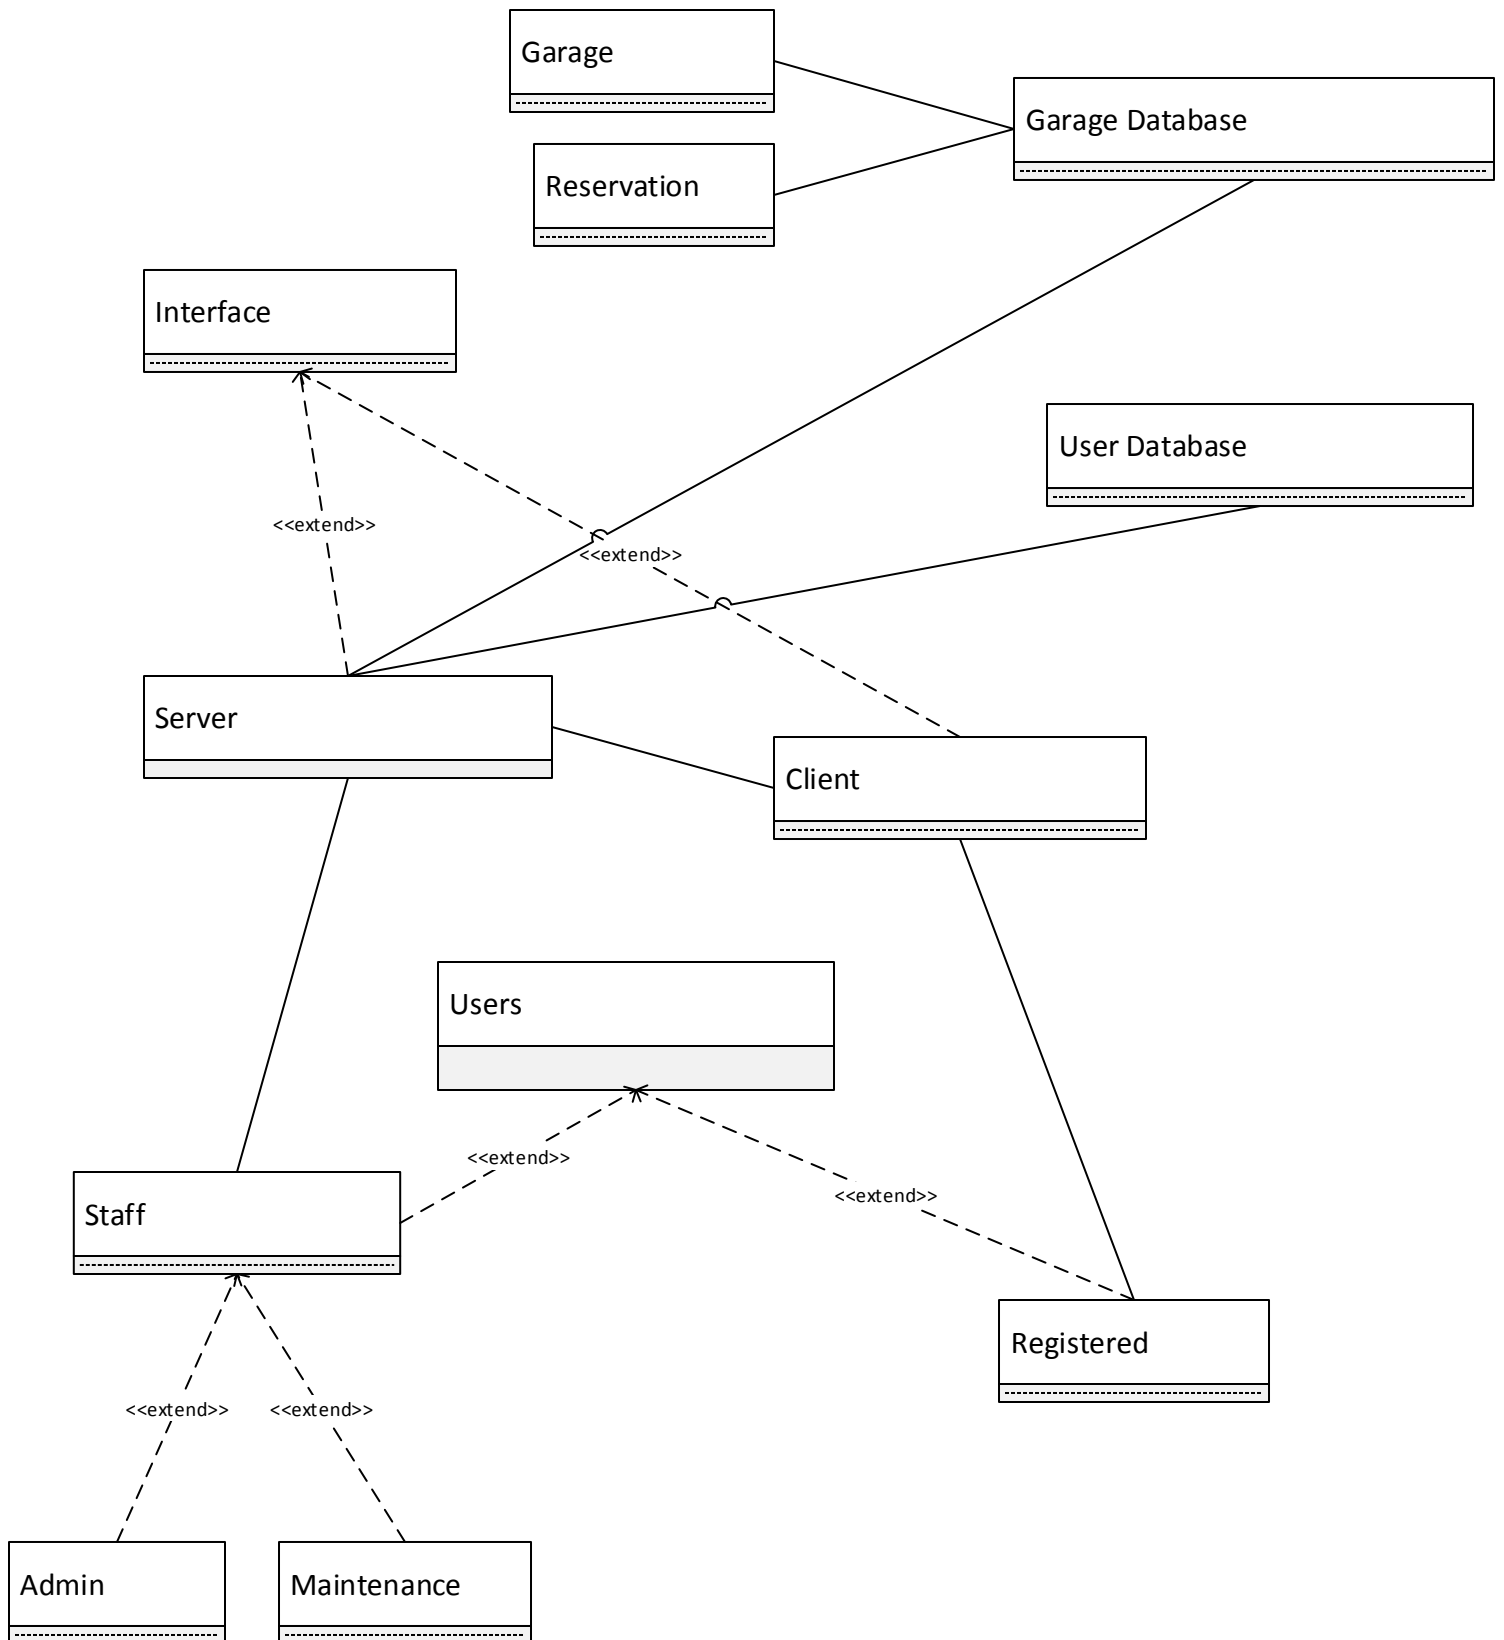 Garage
Garage Database
Reservation
Interface
User Database
<<extend>>
<<extend>>
Server
Client
Users
<<extend>>
<<extend>>
Staff
Registered
<<extend>>
<<extend>>
Admin
Maintenance